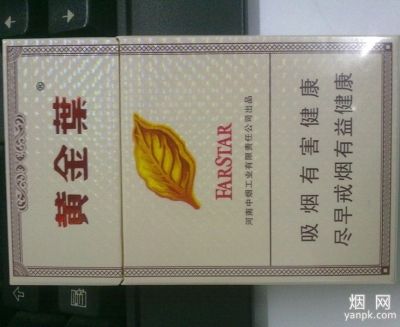 黄金葉®
FARSTAR
河南中烟工业有限责任公司出品
吸烟有害健康
尽早戒烟有益健康
烟网
yanpk.com